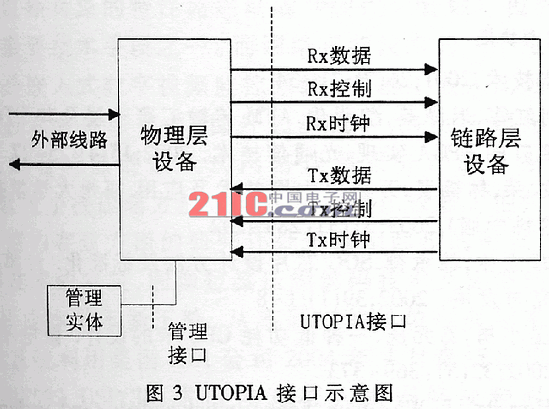 Rx数据
Rx控制
Rx时钟
外部线路
物理层
设备
链路层
设备
Tx数据
21IC.com
中国电子网
Tx控制
Tx时钟
管理
实体
管理
接口
UTOPIA接口
图 3 UTOPIA 接口示意图